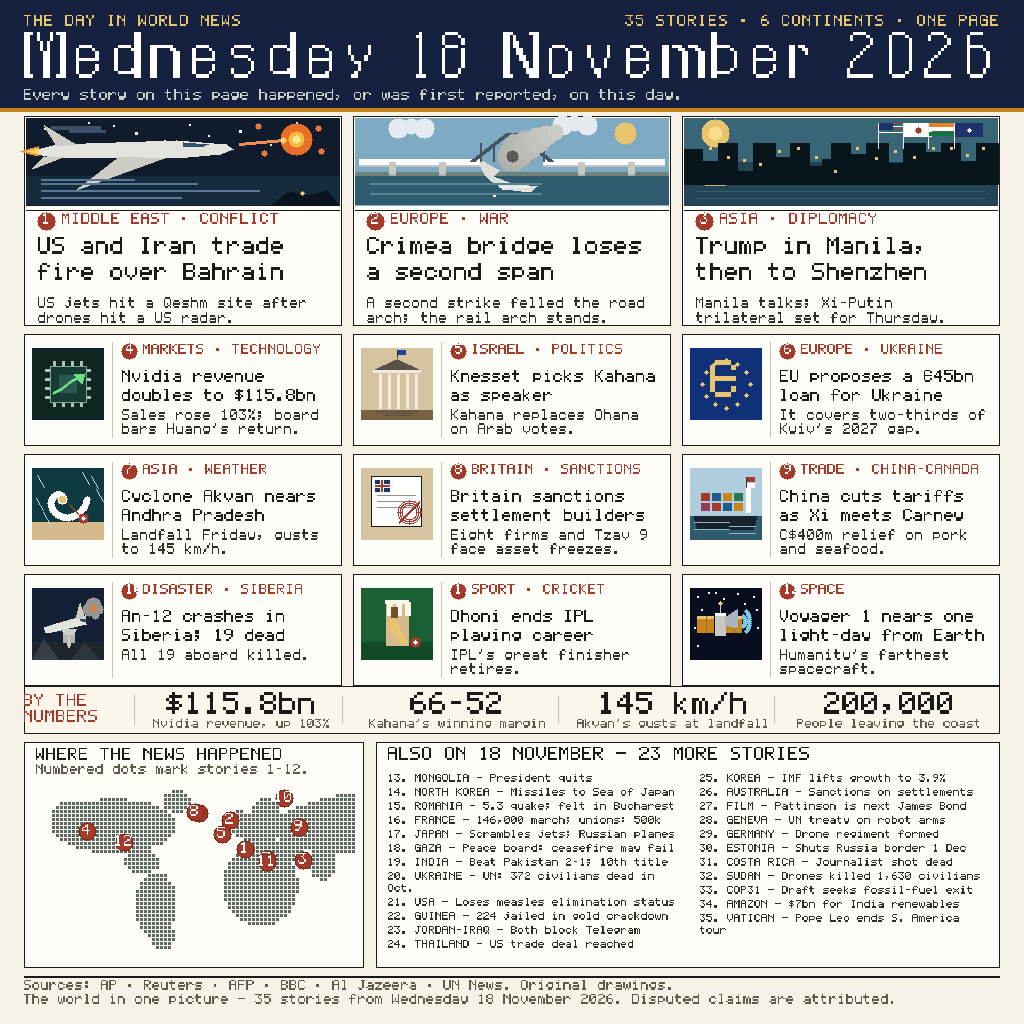 THE DAY IN WORLD NEWS
35 STORIES • 6 CONTINENTS • ONE PAGE
Wednesday 18 November 2026
Every story on this page happened, or was first reported, on this day.
1 MIDDLE EAST • CONFLICT
US and Iran trade
fire over Bahrain
US jets hit a Qeshm site after
drones hit a US radar.
2 EUROPE • WAR
Crimea bridge loses
a second span
A second strike felled the road
arch; the rail arch stands.
3 ASIA • DIPLOMACY
Trump in Manila,
then to Shenzhen
Manila talks; Xi-Putin
trilateral set for Thursday.
4 MARKETS • TECHNOLOGY
Nvidia revenue
doubles to $115.8bn
Sales rose 103%; board
bars Huang's return.
5 ISRAEL • POLITICS
Knesset picks Kahana
as speaker
Kahana replaces Ohana
on Arab votes.
6 EUROPE • UKRAINE
EU proposes a €45bn
loan for Ukraine
It covers two-thirds of
Kyiv's 2027 gap.
7 ASIA • WEATHER
Cyclone Akvan nears
Andhra Pradesh
Landfall Friday, gusts
to 145 km/h.
8 BRITAIN • SANCTIONS
Britain sanctions
settlement builders
Eight firms and Tzav 9
face asset freezes.
9 TRADE • CHINA-CANADA
China cuts tariffs
as Xi meets Carney
C$400m relief on pork
and seafood.
1 DISASTER • SIBERIA
An-12 crashes in
Siberia; 19 dead
All 19 aboard killed.
1 SPORT • CRICKET
Dhoni ends IPL
playing career
IPL's great finisher
retires.
1 SPACE
Voyager 1 nears one
light-day from Earth
Humanity's farthest
spacecraft.
BY THE
NUMBERS
$115.8bn
Nvidia revenue, up 103%
66-52
Kahana's winning margin
145 km/h
Akvan's gusts at landfall
200,000
People leaving the coast
WHERE THE NEWS HAPPENED
Numbered dots mark stories 1-12.
10
8
2
4
5
9
12
1
11
3
ALSO ON 18 NOVEMBER — 23 MORE STORIES
13. MONGOLIA — President quits
14. NORTH KOREA — Missiles to Sea of Japan
15. ROMANIA — 5.3 quake; felt in Bucharest
16. FRANCE — 146,000 march; unions: 500k
17. JAPAN — Scrambles jets; Russian planes
18. GAZA — Peace board: ceasefire may fail
19. INDIA — Beat Pakistan 2-1; 10th title
20. UKRAINE — UN: 372 civilians dead in
Oct.
21. USA — Loses measles elimination status
22. GUINEA — 224 jailed in gold crackdown
23. JORDAN-IRAQ — Both block Telegram
24. THAILAND — US trade deal reached
25. KOREA — IMF lifts growth to 3.9%
26. AUSTRALIA — Sanctions on settlements
27. FILM — Pattinson is next James Bond
28. GENEVA — UN treaty on robot arms
29. GERMANY — Drone regiment formed
30. ESTONIA — Shuts Russia border 1 Dec
31. COSTA RICA — Journalist shot dead
32. SUDAN — Drones killed 1,630 civilians
33. COP31 — Draft seeks fossil-fuel exit
34. AMAZON — $7bn for India renewables
35. VATICAN — Pope Leo ends S. America
tour
Sources: AP • Reuters • AFP • BBC • Al Jazeera • UN News. Original drawings.
The world in one picture — 35 stories from Wednesday 18 November 2026. Disputed claims are attributed.